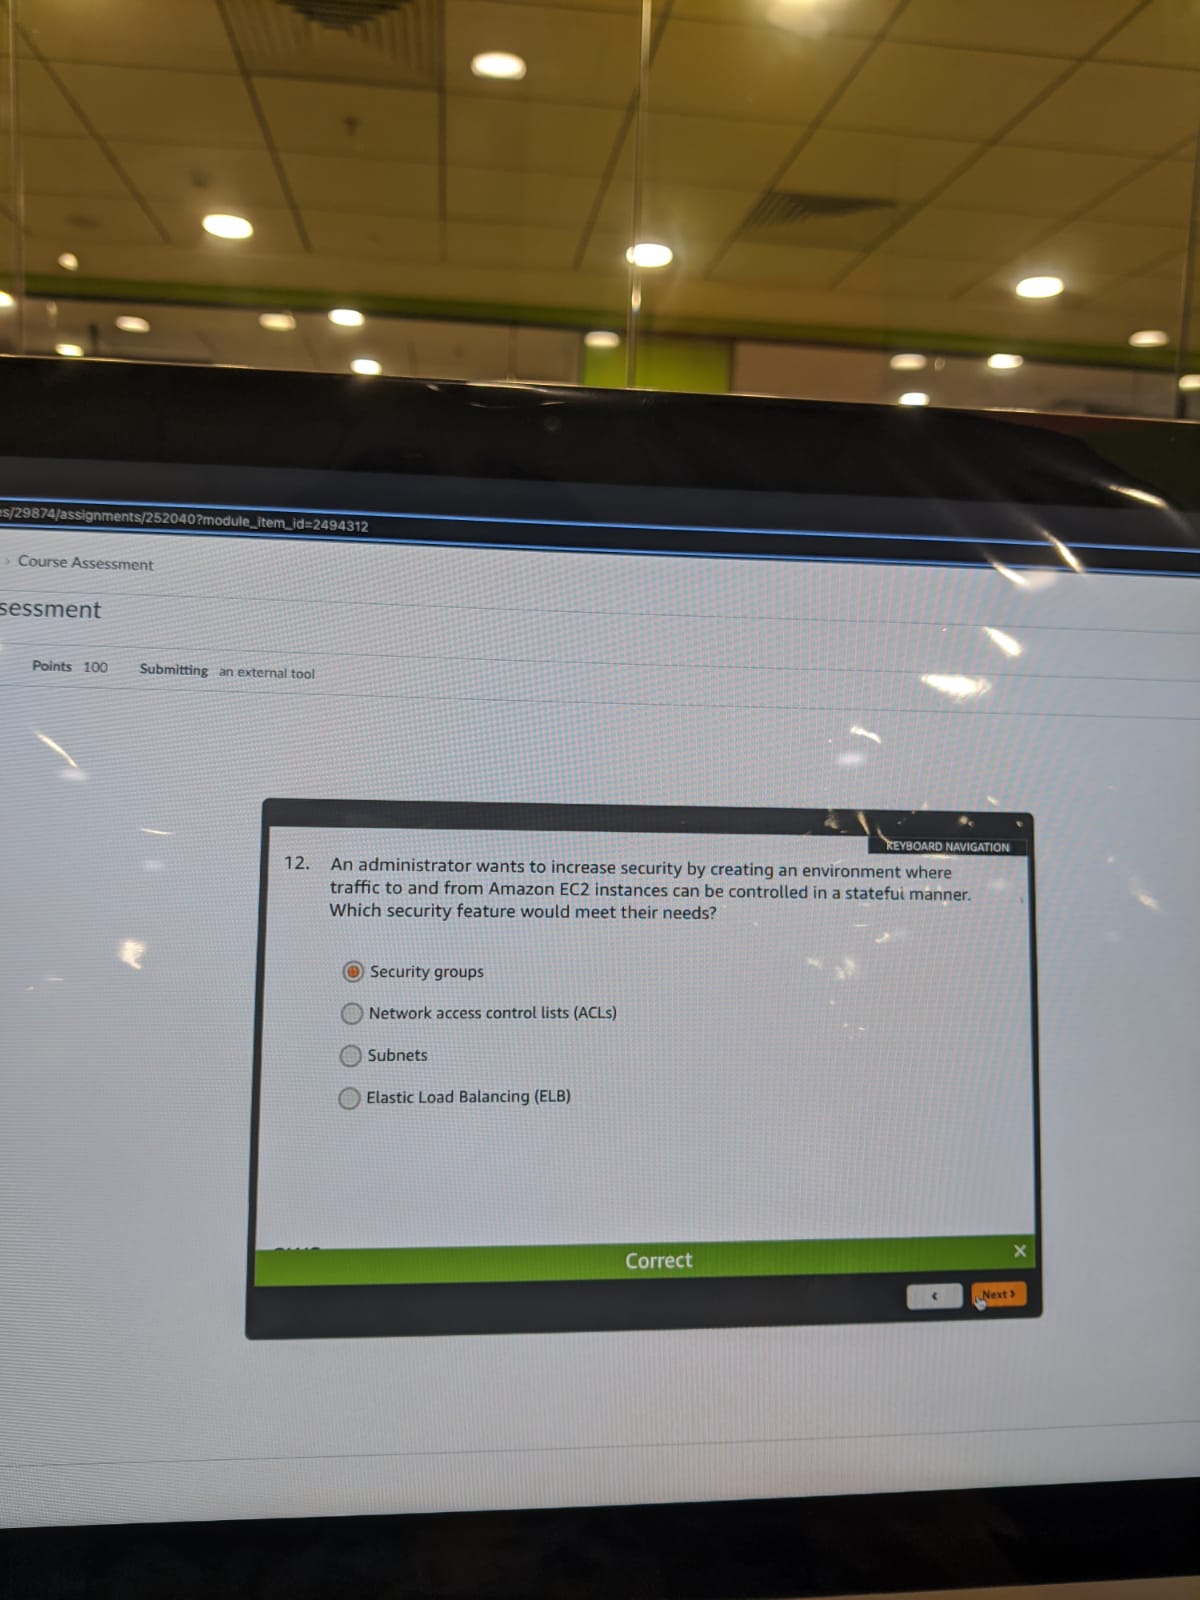 es/29874/assignments/252040?module_item_id=2494312
› Course Assessment
sessment
Points 100 Submitting an external tool
KEYBOARD NAVIGATION
12. An administrator wants to increase security by creating an environment where
traffic to and from Amazon EC2 instances can be controlled in a stateful manner.
Which security feature would meet their needs?
Security groups
Network access control lists (ACLs)
Subnets
Elastic Load Balancing (ELB)
Correct
Next ›